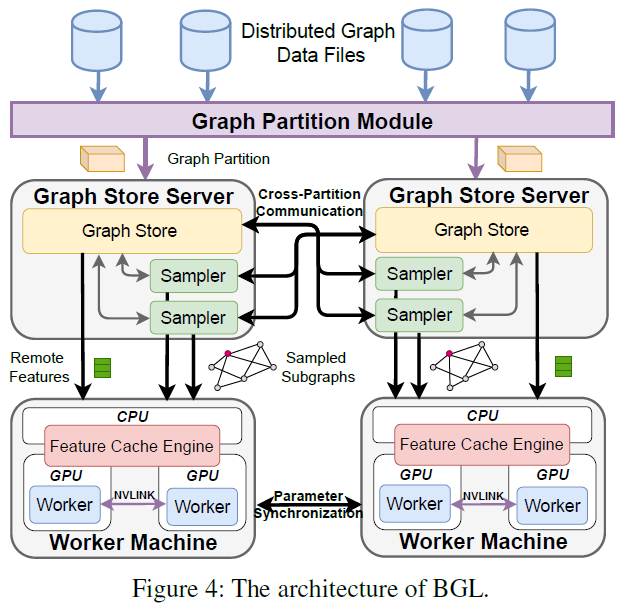 Distributed Graph
Data Files
Graph Partition Module
Graph Partition
Graph Store Server
Cross-Partition
Communication
Graph Store Server
Graph Store
Graph Store
Sampler
Sampler
Sampler
Sampler
Remote
Features
Sampled
Subgraphs
CPU
CPU
Feature Cache Engine
Feature Cache Engine
GPU
GPU
GPU
GPU
Worker
NVLINK
Worker
Worker
NVLINK
Worker
Parameter
Synchronization
Worker Machine
Worker Machine
Figure 4: The architecture of BGL.